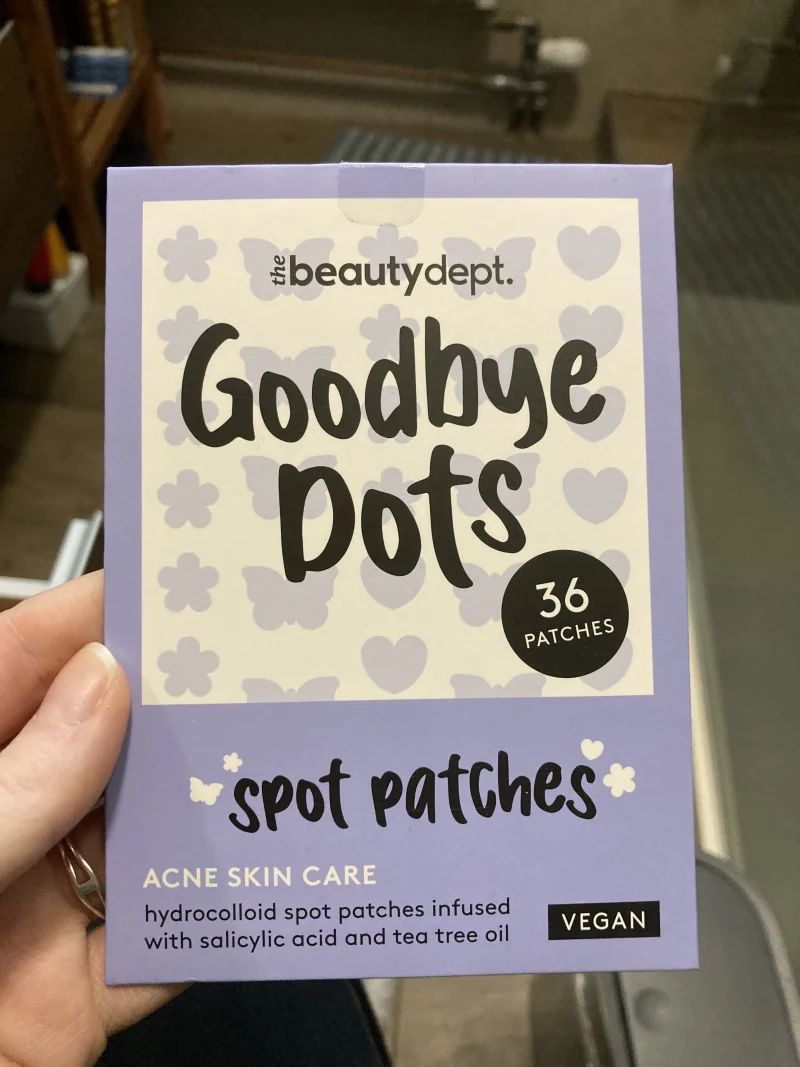 the beautydept.
Goodbye
Dots
36
PATCHES
spot patches
ACNE SKIN CARE
hydrocolloid spot patches infused
with salicylic acid and tea tree oil
VEGAN